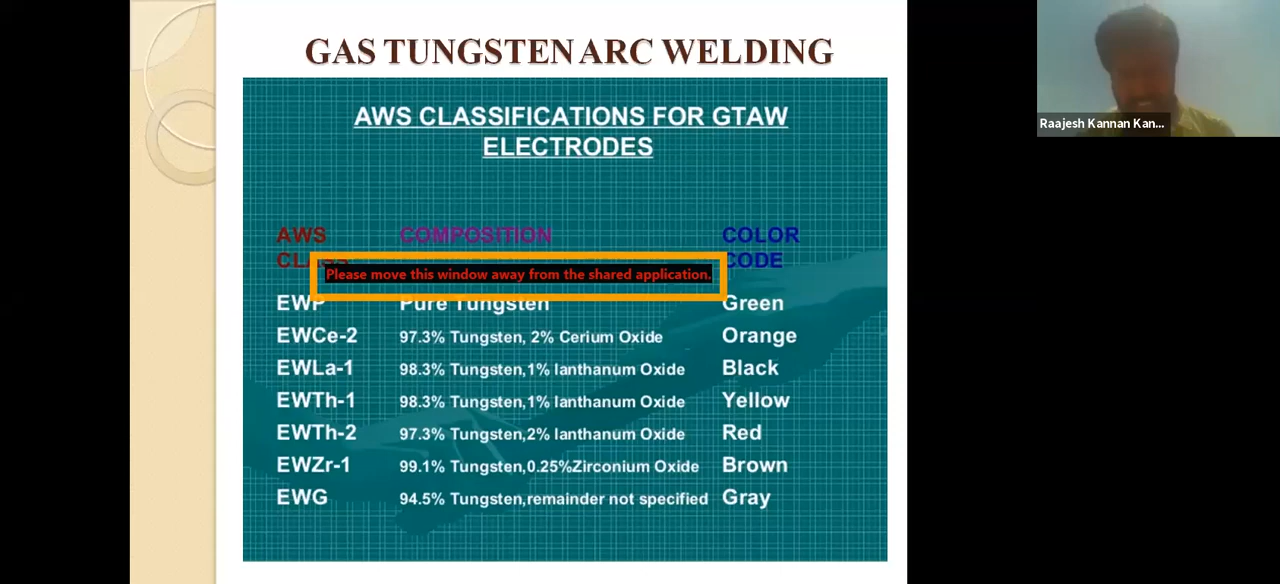 GAS TUNGSTEN ARC WELDING
Raajesh Kannan Kan...
AWS CLASSIFICATIONS FOR GTAW
ELECTRODES
AWS COMPOSITION COLOR
CLASS CODE
Please move this window away from the shared application.
EWP Pure Tungsten Green
EWCe-2 97.3% Tungsten, 2% Cerium Oxide Orange
EWLa-1 98.3% Tungsten,1% lanthanum Oxide Black
EWTh-1 98.3% Tungsten,1% lanthanum Oxide Yellow
EWTh-2 97.3% Tungsten,2% lanthanum Oxide Red
EWZr-1 99.1% Tungsten,0.25%Zirconium Oxide Brown
EWG 94.5% Tungsten,remainder not specified Gray